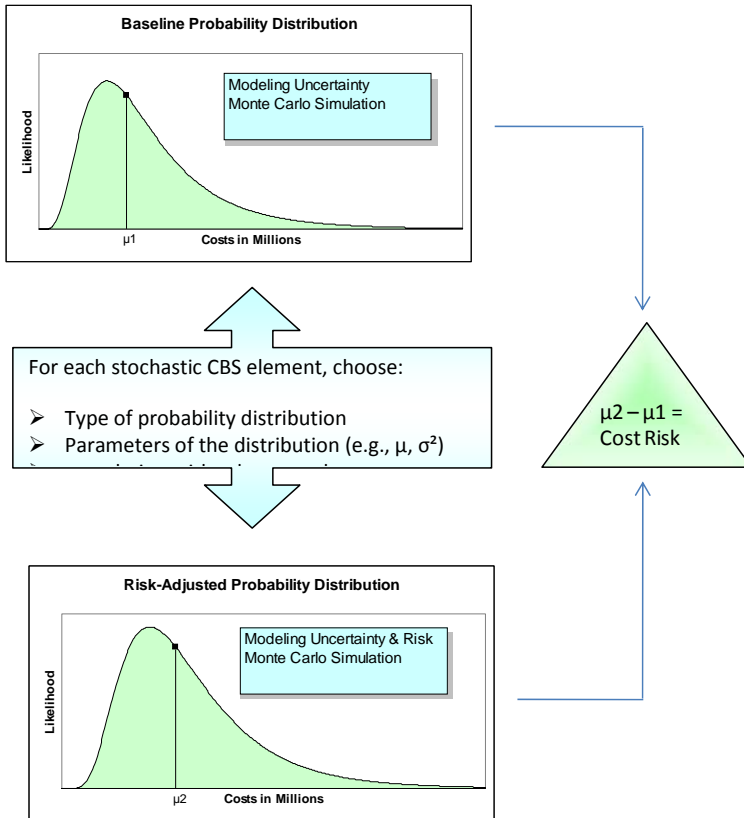 Baseline Probability Distribution
Modeling Uncertainty
Monte Carlo Simulation
Likelihood
μ1 Costs in Millions
For each stochastic CBS element, choose:
➢ Type of probability distribution
➢ Parameters of the distribution (e.g., μ, σ²)
μ2 – μ1 =
Cost Risk
Risk-Adjusted Probability Distribution
Modeling Uncertainty & Risk
Monte Carlo Simulation
Likelihood
μ2 Costs in Millions